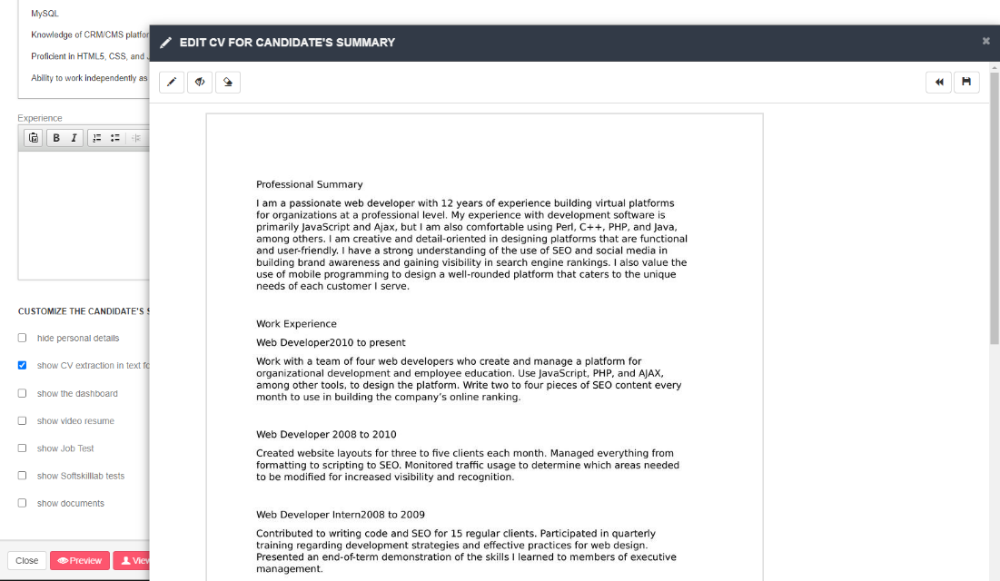 MySQL
Knowledge of CRM/CMS platfor
Proficient in HTML5, CSS, and
Ability to work independently as
Experience
B I
CUSTOMIZE THE CANDIDATE'S
hide personal details
show CV extraction in text fo
show the dashboard
show video resume
show Job Test
show Softskilllab tests
show documents
Close
Preview
View
EDIT CV FOR CANDIDATE'S SUMMARY
Professional Summary
I am a passionate web developer with 12 years of experience building virtual platforms
for organizations at a professional level. My experience with development software is
primarily JavaScript and Ajax, but I am also comfortable using Perl, C++, PHP, and Java,
among others. I am creative and detail-oriented in designing platforms that are functional
and user-friendly. I have a strong understanding of the use of SEO and social media in
building brand awareness and gaining visibility in search engine rankings. I also value the
use of mobile programming to design a well-rounded platform that caters to the unique
needs of each customer I serve.
Work Experience
Web Developer2010 to present
Work with a team of four web developers who create and manage a platform for
organizational development and employee education. Use JavaScript, PHP, and AJAX,
among other tools, to design the platform. Write two to four pieces of SEO content every
month to use in building the company’s online ranking.
Web Developer 2008 to 2010
Created website layouts for three to five clients each month. Managed everything from
formatting to scripting to SEO. Monitored traffic usage to determine which areas needed
to be modified for increased visibility and recognition.
Web Developer Intern2008 to 2009
Contributed to writing code and SEO for 15 regular clients. Participated in quarterly
training regarding development strategies and effective practices for web design.
Presented an end-of-term demonstration of the skills I learned to members of executive
management.